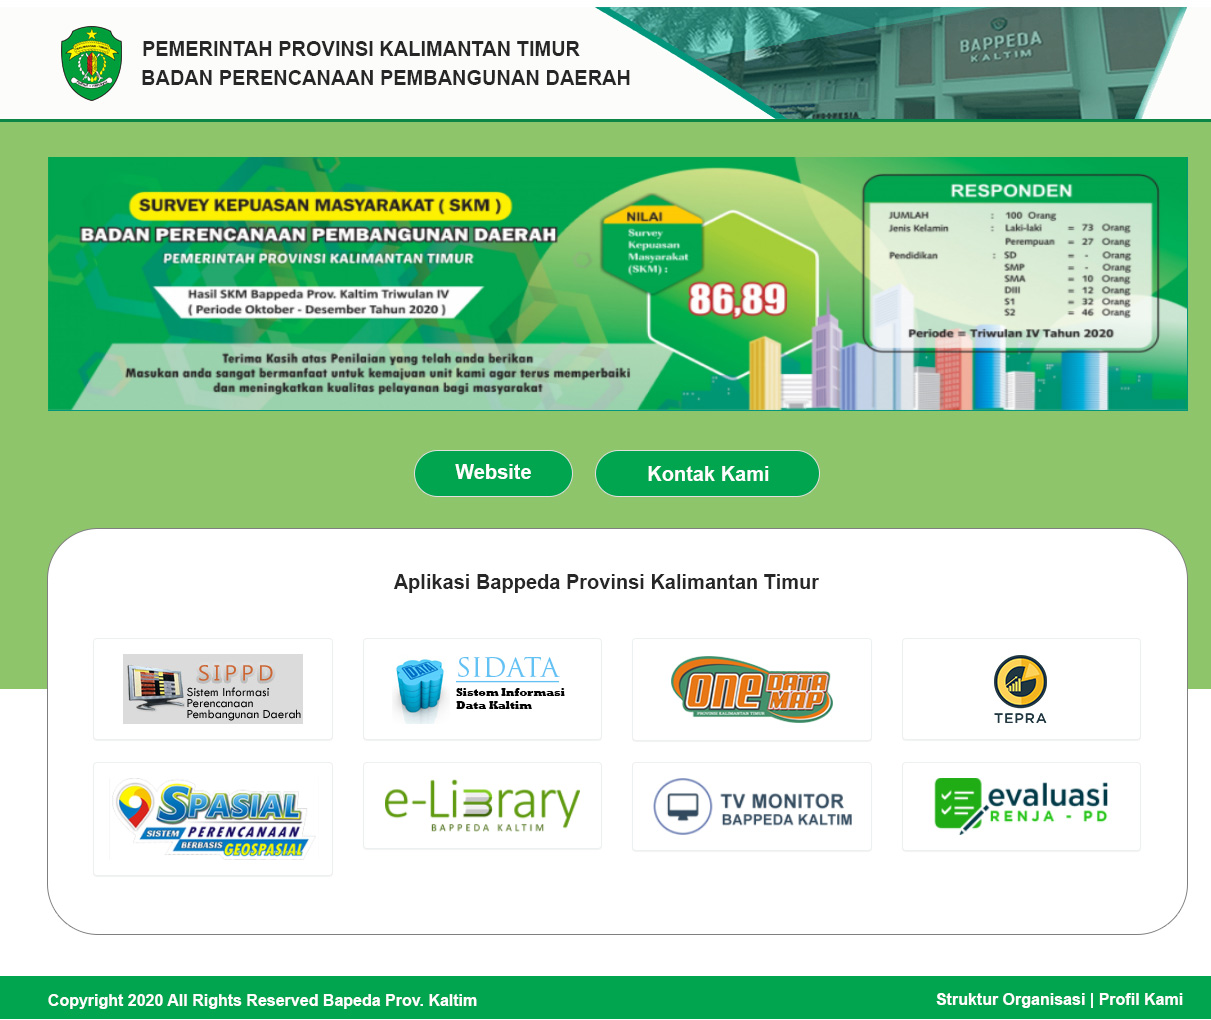 PEMERINTAH PROVINSI KALIMANTAN TIMUR
BADAN PERENCANAAN PEMBANGUNAN DAERAH
BAPPEDA
KALTIM
SURVEY KEPUASAN MASYARAKAT ( SKM )
BADAN PERENCANAAN PEMBANGUNAN DAERAH
PEMERINTAH PROVINSI KALIMANTAN TIMUR
Hasil SKM Bappeda Prov. Kaltim Triwulan IV
( Periode Oktober - Desember Tahun 2020 )
Terima Kasih atas Penilaian yang telah anda berikan
Masukan anda sangat bermanfaat untuk kemajuan unit kami agar terus memperbaiki
dan meningkatkan kualitas pelayanan bagi masyarakat
NILAI
Survey
Kepuasan
Masyarakat
(SKM) :
86,89
RESPONDEN
JUMLAH : 100 Orang
Jenis Kelamin : Laki-laki = 73 Orang
Perempuan = 27 Orang
Pendidikan : SD = - Orang
SMP = - Orang
SMA = 10 Orang
DIII = 12 Orang
S1 = 32 Orang
S2 = 46 Orang
Periode = Triwulan IV Tahun 2020
Website
Kontak Kami
Aplikasi Bappeda Provinsi Kalimantan Timur
SIPPD
Sistem Informasi
Perencanaan
Pembangunan Daerah
DATA
SIDATA
Sistem Informasi
Data Kaltim
ONE DATA MAP
PROVINSI KALIMANTAN TIMUR
TEPRA
SPASIAL
SISTEM PERENCANAAN
BERBASIS GEOSPASIAL
e-Library
BAPPEDA KALTIM
TV MONITOR
BAPPEDA KALTIM
evaluasi
RENJA - PD
Copyright 2020 All Rights Reserved Bapeda Prov. Kaltim
Struktur Organisasi | Profil Kami